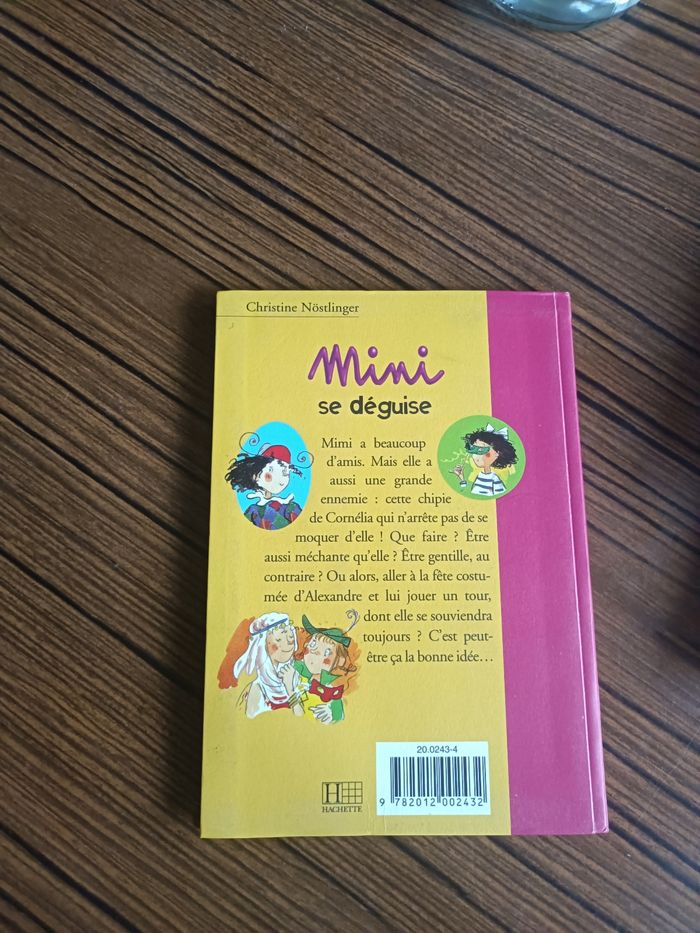 Christine Nöstlinger
Mini
se déguise
Mimi a beaucoup
d'amis. Mais elle a
aussi une grande
ennemie : cette chipie
de Cornélia qui n'arrête pas de se
moquer d'elle ! Que faire ? Être
aussi méchante qu'elle ? Être gentille, au
contraire ? Ou alors, aller à la fête costu-
mée d'Alexandre et lui jouer un tour,
dont elle se souviendra
toujours ? C'est peut-
être ça la bonne idée…
20.0243-4
9 782012 002432
H
HACHETTE